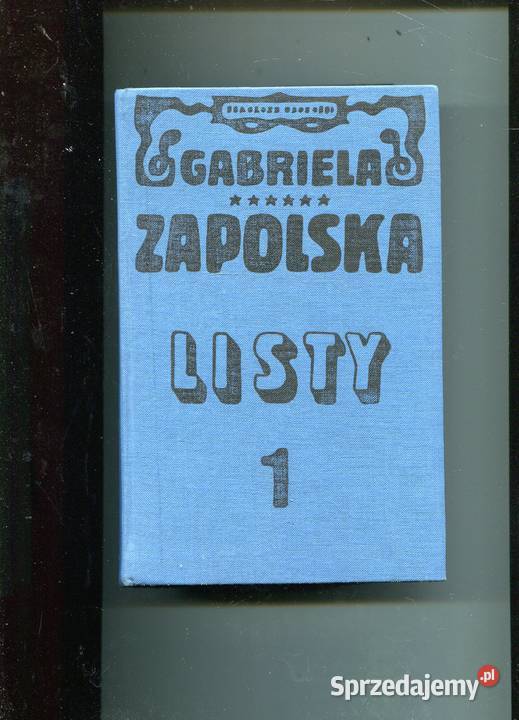 GABRIELA
ZAPOLSKA
LISTY
1
Sprzedajemy.pl